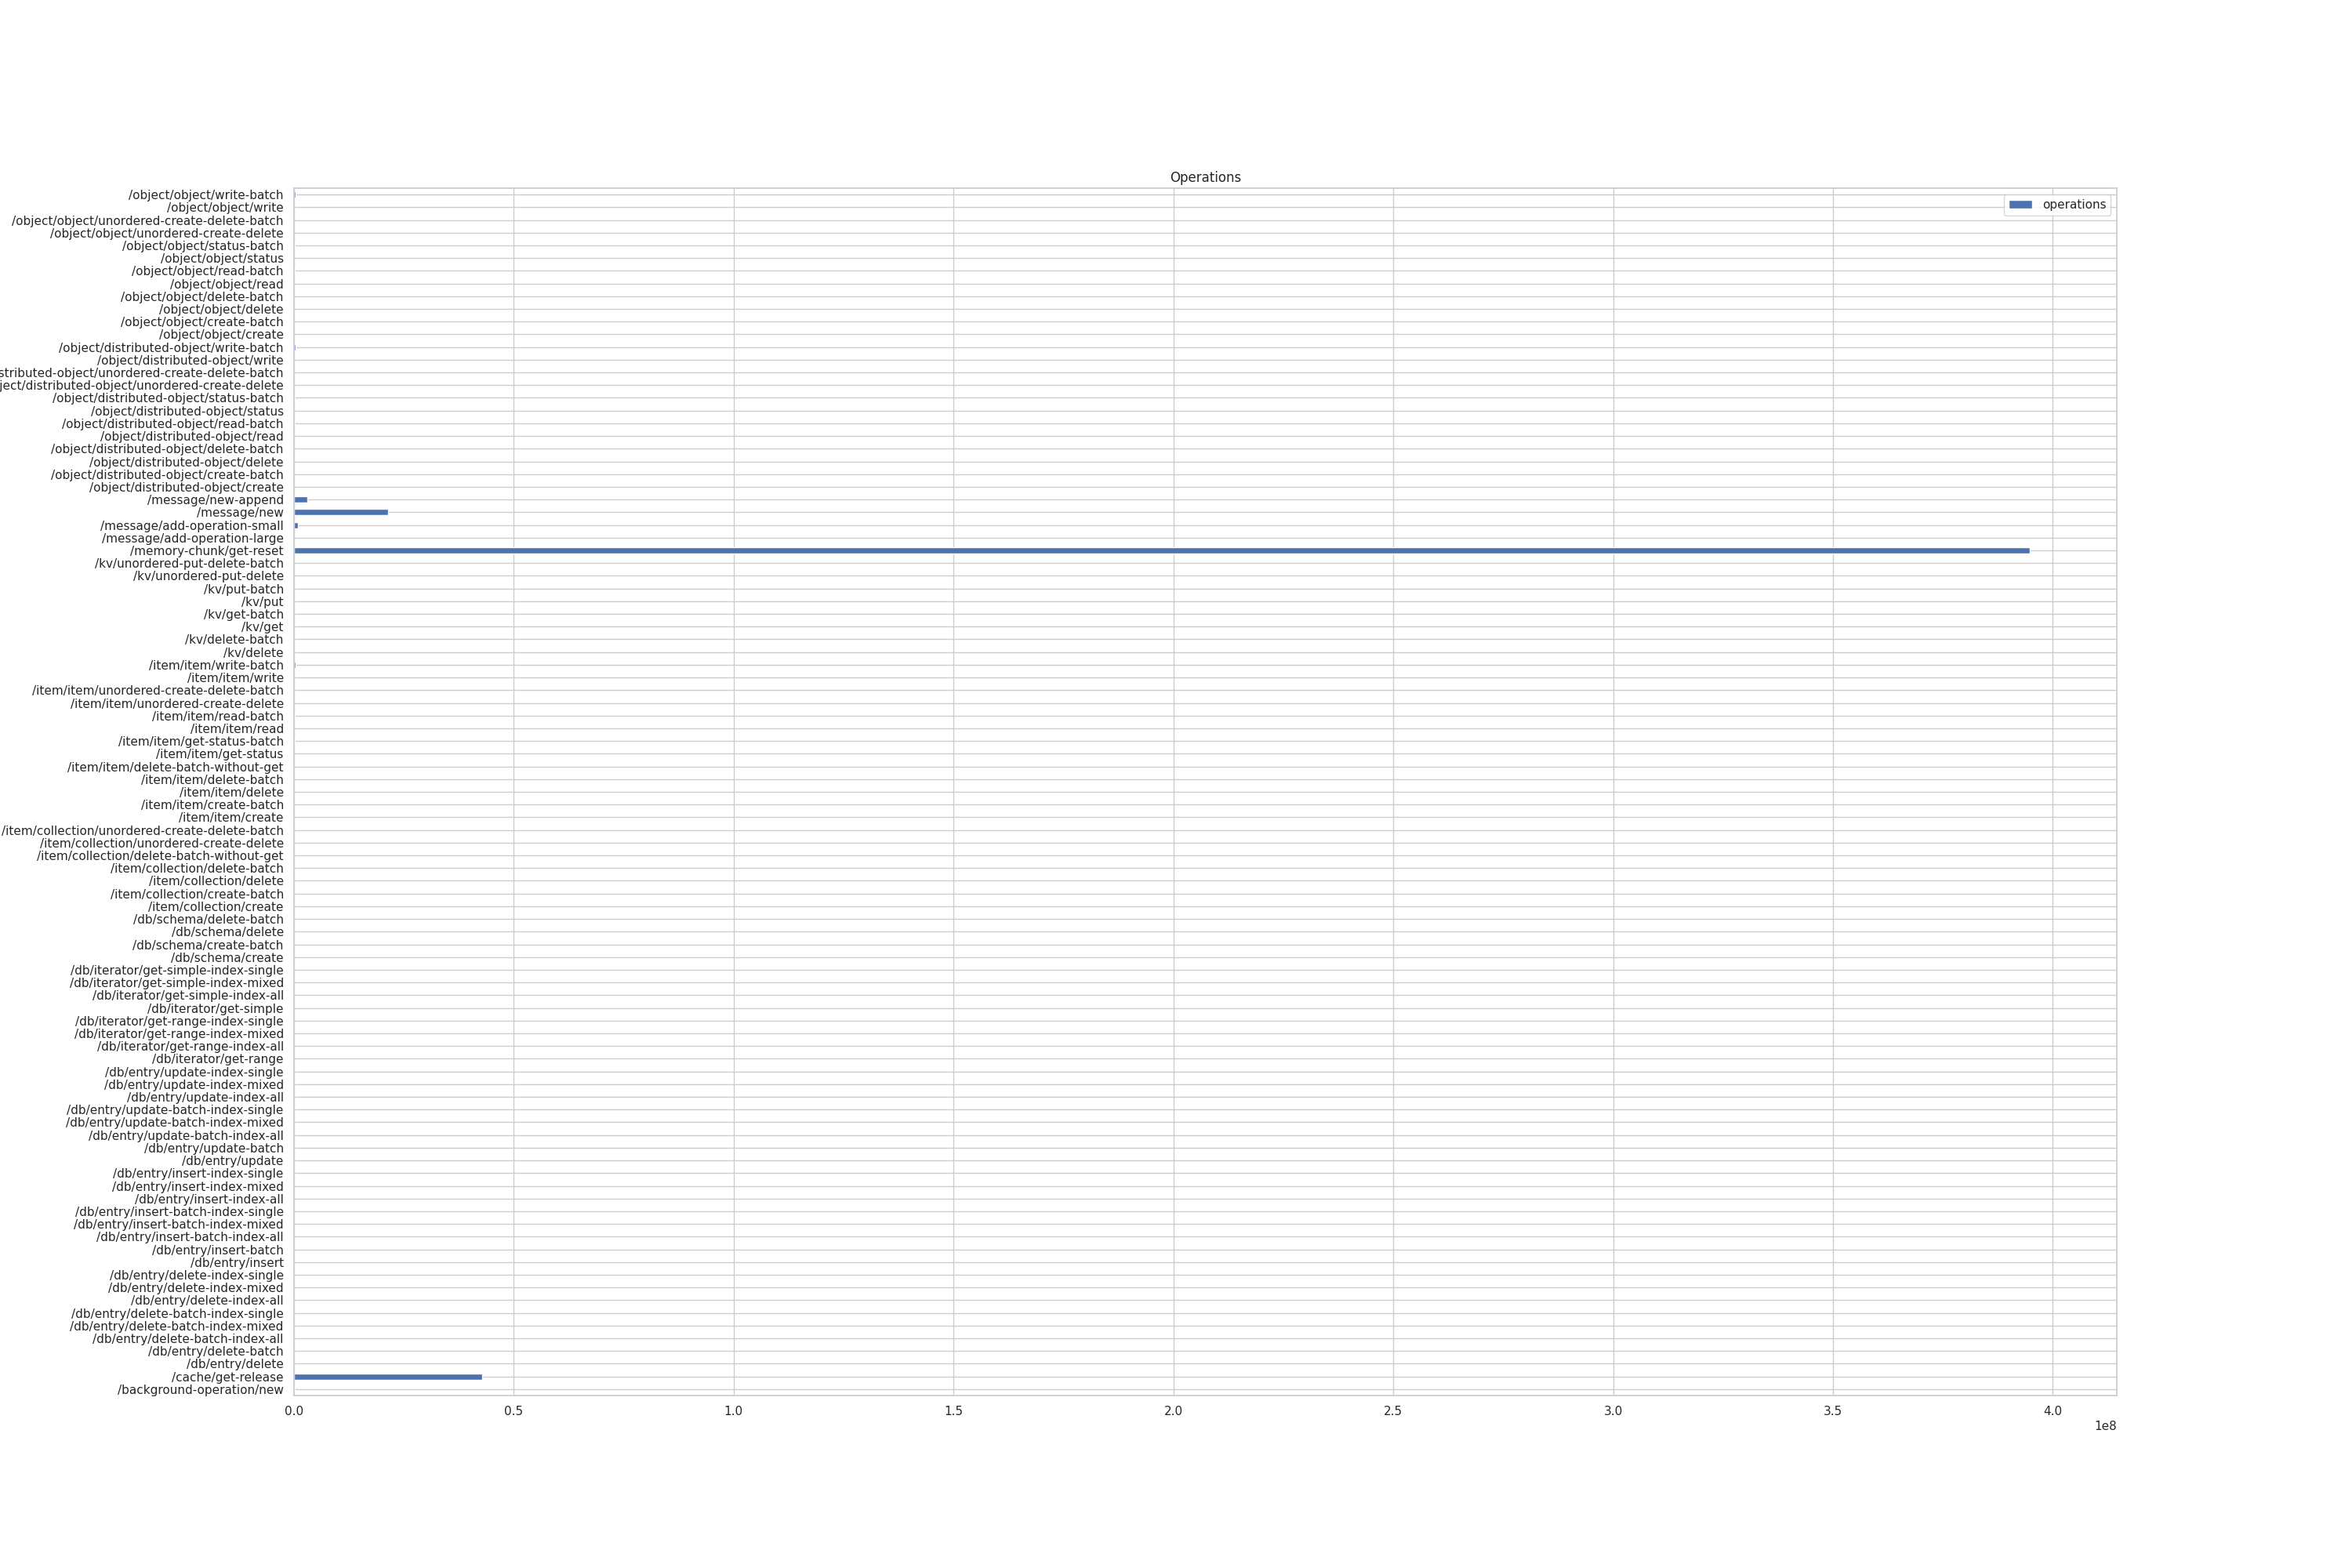 Operations
operations
/object/object/write-batch
/object/object/write
/object/object/unordered-create-delete-batch
/object/object/unordered-create-delete
/object/object/status-batch
/object/object/status
/object/object/read-batch
/object/object/read
/object/object/delete-batch
/object/object/delete
/object/object/create-batch
/object/object/create
/object/distributed-object/write-batch
/object/distributed-object/write
stributed-object/unordered-create-delete-batch
ject/distributed-object/unordered-create-delete
/object/distributed-object/status-batch
/object/distributed-object/status
/object/distributed-object/read-batch
/object/distributed-object/read
/object/distributed-object/delete-batch
/object/distributed-object/delete
/object/distributed-object/create-batch
/object/distributed-object/create
/message/new-append
/message/new
/message/add-operation-small
/message/add-operation-large
/memory-chunk/get-reset
/kv/unordered-put-delete-batch
/kv/unordered-put-delete
/kv/put-batch
/kv/put
/kv/get-batch
/kv/get
/kv/delete-batch
/kv/delete
/item/item/write-batch
/item/item/write
/item/item/unordered-create-delete-batch
/item/item/unordered-create-delete
/item/item/read-batch
/item/item/read
/item/item/get-status-batch
/item/item/get-status
/item/item/delete-batch-without-get
/item/item/delete-batch
/item/item/delete
/item/item/create-batch
/item/item/create
/item/collection/unordered-create-delete-batch
/item/collection/unordered-create-delete
/item/collection/delete-batch-without-get
/item/collection/delete-batch
/item/collection/delete
/item/collection/create-batch
/item/collection/create
/db/schema/delete-batch
/db/schema/delete
/db/schema/create-batch
/db/schema/create
/db/iterator/get-simple-index-single
/db/iterator/get-simple-index-mixed
/db/iterator/get-simple-index-all
/db/iterator/get-simple
/db/iterator/get-range-index-single
/db/iterator/get-range-index-mixed
/db/iterator/get-range-index-all
/db/iterator/get-range
/db/entry/update-index-single
/db/entry/update-index-mixed
/db/entry/update-index-all
/db/entry/update-batch-index-single
/db/entry/update-batch-index-mixed
/db/entry/update-batch-index-all
/db/entry/update-batch
/db/entry/update
/db/entry/insert-index-single
/db/entry/insert-index-mixed
/db/entry/insert-index-all
/db/entry/insert-batch-index-single
/db/entry/insert-batch-index-mixed
/db/entry/insert-batch-index-all
/db/entry/insert-batch
/db/entry/insert
/db/entry/delete-index-single
/db/entry/delete-index-mixed
/db/entry/delete-index-all
/db/entry/delete-batch-index-single
/db/entry/delete-batch-index-mixed
/db/entry/delete-batch-index-all
/db/entry/delete-batch
/db/entry/delete
/cache/get-release
/background-operation/new
0.0 0.5 1.0 1.5 2.0 2.5 3.0 3.5 4.0
1e8